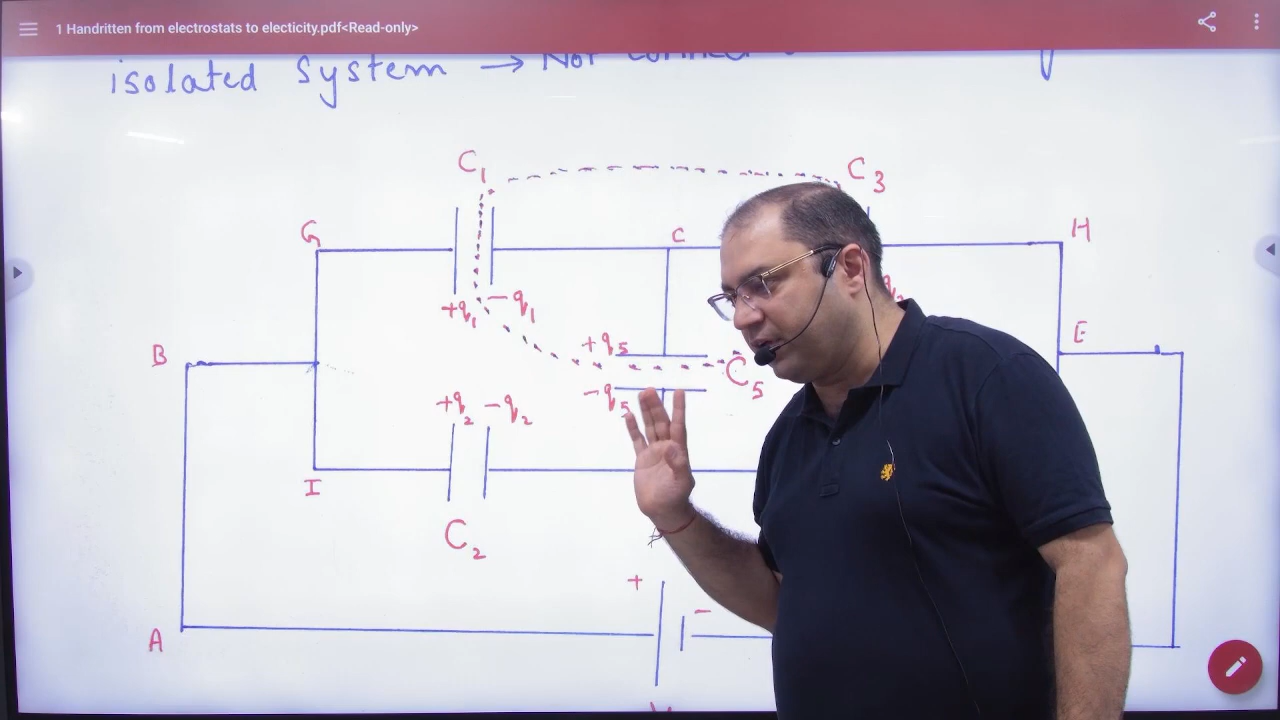 1 Handritten from electrostats to electicity.pdf<Read-only>
isolated System → Not
C₁ C₃
G C H
+q₁ -q₁
+q₅
B E
C₅
-q₅
+q₂ -q₂
I
C₂
+ -
A